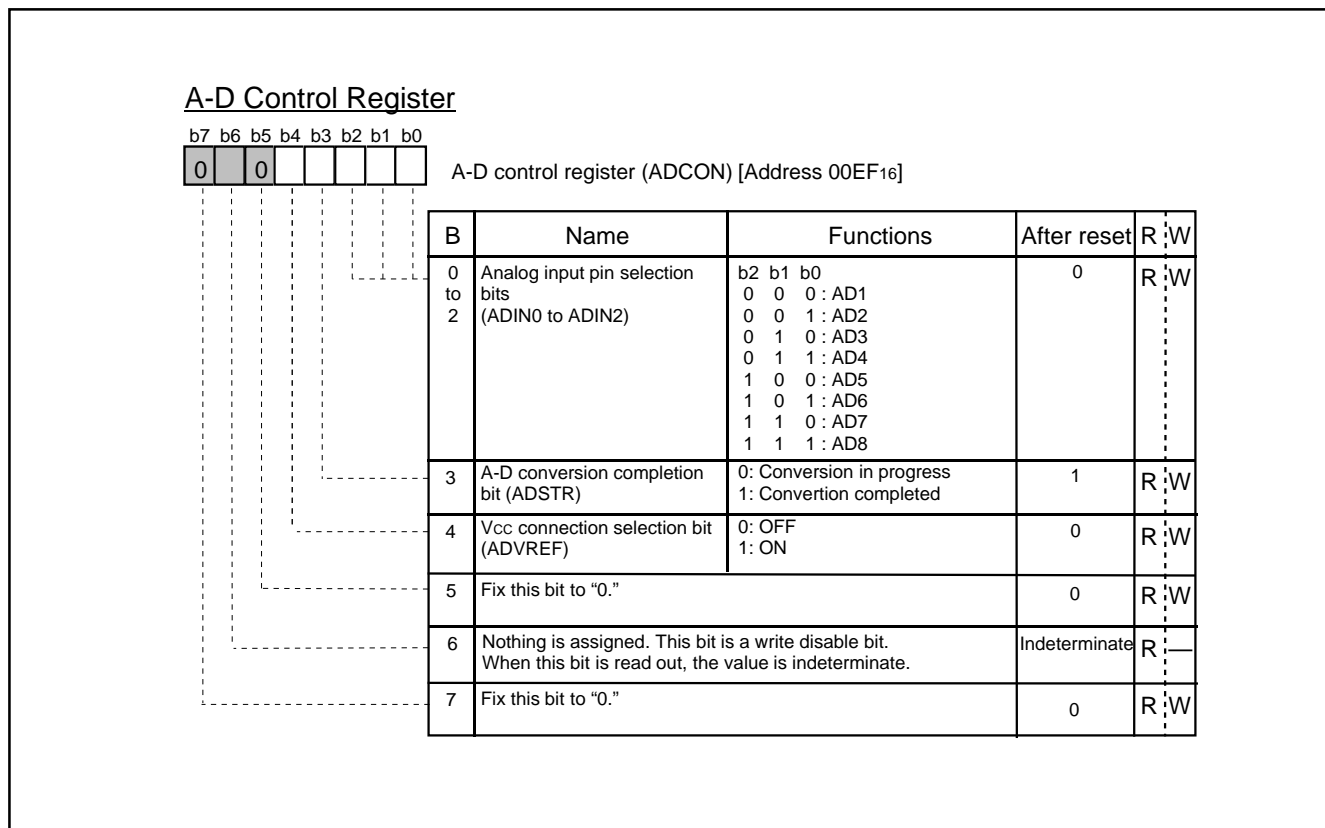 A-D Control Register
b7 b6 b5 b4 b3 b2 b1 b0
0 0
A-D control register (ADCON) [Address 00EF16]
B Name Functions After reset R W
0 to 2 Analog input pin selection bits (ADIN0 to ADIN2) 0 R W
b2 b1 b0
0 0 0 : AD1
0 0 1 : AD2
0 1 0 : AD3
0 1 1 : AD4
1 0 0 : AD5
1 0 1 : AD6
1 1 0 : AD7
1 1 1 : AD8
3 A-D conversion completion 0: Conversion in progress 1 R W
bit (ADSTR) 1: Convertion completed
4 VCC connection selection bit 0: OFF 0 R W
(ADVREF) 1: ON
5 Fix this bit to “0.” 0 R W
6 Nothing is assigned. This bit is a write disable bit. Indeterminate R —
When this bit is read out, the value is indeterminate.
7 Fix this bit to “0.” 0 R W